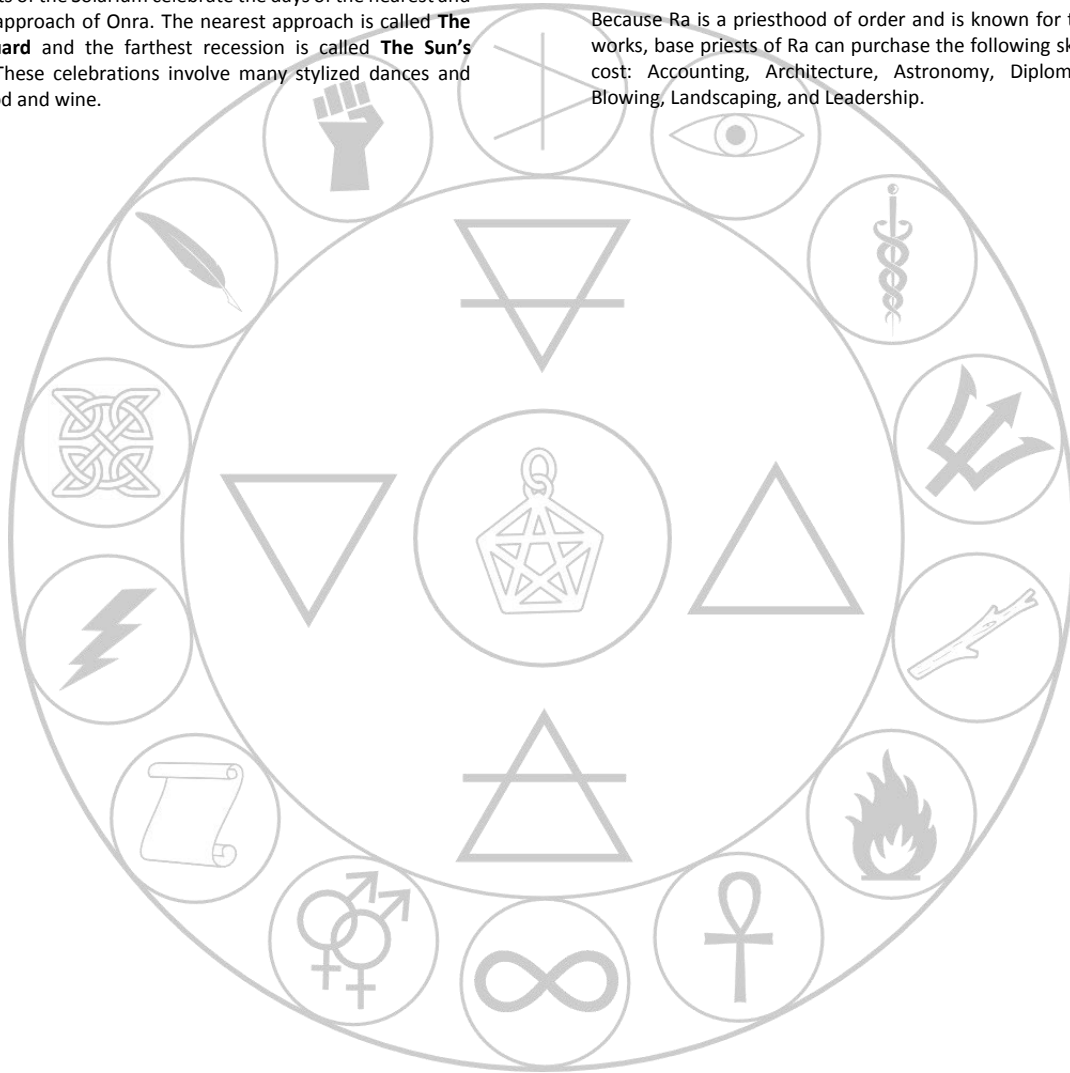 ts of the Solarium celebrate the days of the nearest and
approach of Onra. The nearest approach is called The
uard and the farthest recession is called The Sun's
These celebrations involve many stylized dances and
d and wine.
Because Ra is a priesthood of order and is known for t
works, base priests of Ra can purchase the following sk
cost: Accounting, Architecture, Astronomy, Diplom
Blowing, Landscaping, and Leadership.